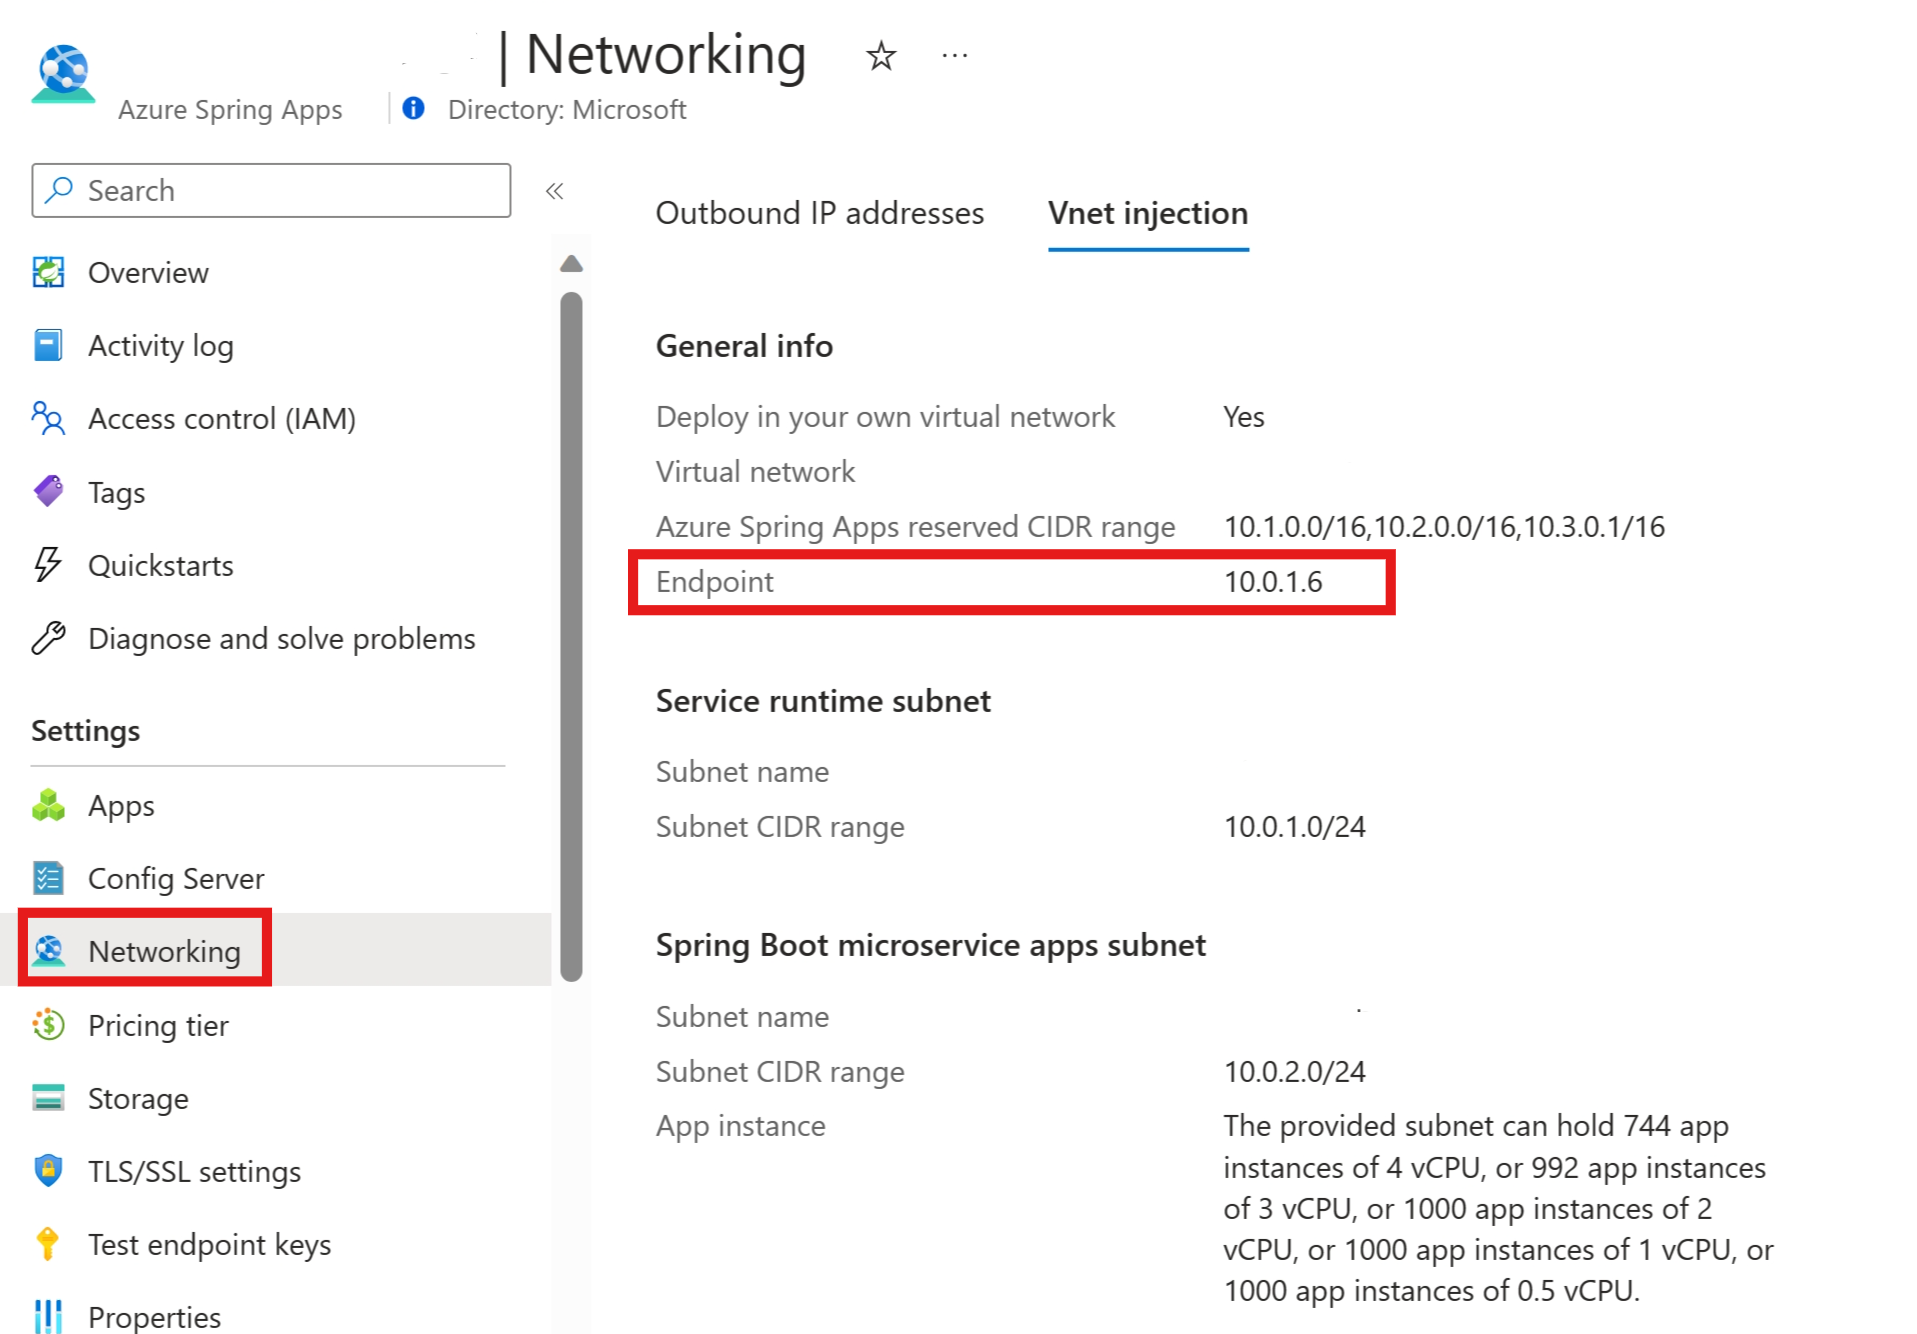 | Networking
Azure Spring Apps
Directory: Microsoft
Search
Overview
Activity log
Access control (IAM)
Tags
Quickstarts
Diagnose and solve problems
Settings
Apps
Config Server
Networking
Pricing tier
Storage
TLS/SSL settings
Test endpoint keys
Properties
Outbound IP addresses
Vnet injection
General info
Deploy in your own virtual network Yes
Virtual network
Azure Spring Apps reserved CIDR range 10.1.0.0/16,10.2.0.0/16,10.3.0.1/16
Endpoint 10.0.1.6
Service runtime subnet
Subnet name
Subnet CIDR range 10.0.1.0/24
Spring Boot microservice apps subnet
Subnet name
Subnet CIDR range 10.0.2.0/24
App instance The provided subnet can hold 744 app
instances of 4 vCPU, or 992 app instances
of 3 vCPU, or 1000 app instances of 2
vCPU, or 1000 app instances of 1 vCPU, or
1000 app instances of 0.5 vCPU.